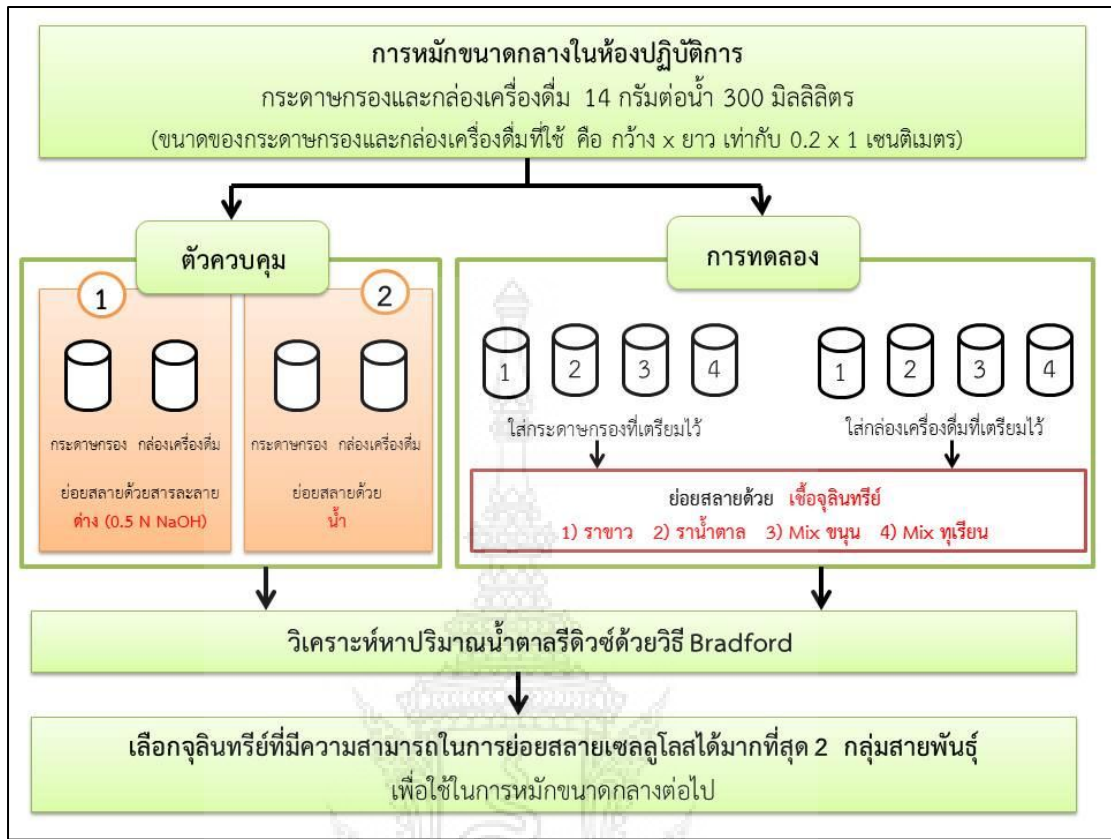 การหมักขนาดกลางในห้องปฏิบัติการ
กระดาษกรองและกล่องเครื่องดื่ม 14 กรัมต่อน้ำ 300 มิลลิลิตร
(ขนาดของกระดาษกรองและกล่องเครื่องดื่มที่ใช้ คือ กว้าง x ยาว เท่ากับ 0.2 x 1 เซนติเมตร)
ตัวควบคุม
การทดลอง
1
2
1 2 3 4
1 2 3 4
กระดาษกรอง กล่องเครื่องดื่ม
กระดาษกรอง กล่องเครื่องดื่ม
ย่อยสลายด้วยสารละลาย
ด่าง (0.5 N NaOH)
ย่อยสลายด้วย
น้ำ
ใส่กระดาษกรองที่เตรียมไว้
ใส่กล่องเครื่องดื่มที่เตรียมไว้
ย่อยสลายด้วย เชื้อจุลินทรีย์
1) ราขาว 2) ราน้ำตาล 3) Mix ขนุน 4) Mix ทุเรียน
วิเคราะห์หาปริมาณน้ำตาลรีดิวซ์ด้วยวิธี Bradford
เลือกจุลินทรีย์ที่มีความสามารถในการย่อยสลายเซลลูโลสได้มากที่สุด 2 กลุ่มสายพันธุ์
เพื่อใช้ในการหมักขนาดกลางต่อไป